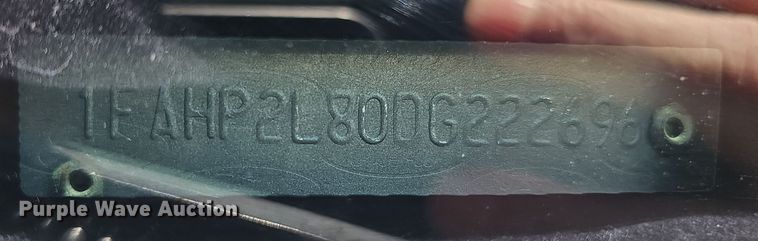 1FAHP2L80DG222696
Purple Wave Auction